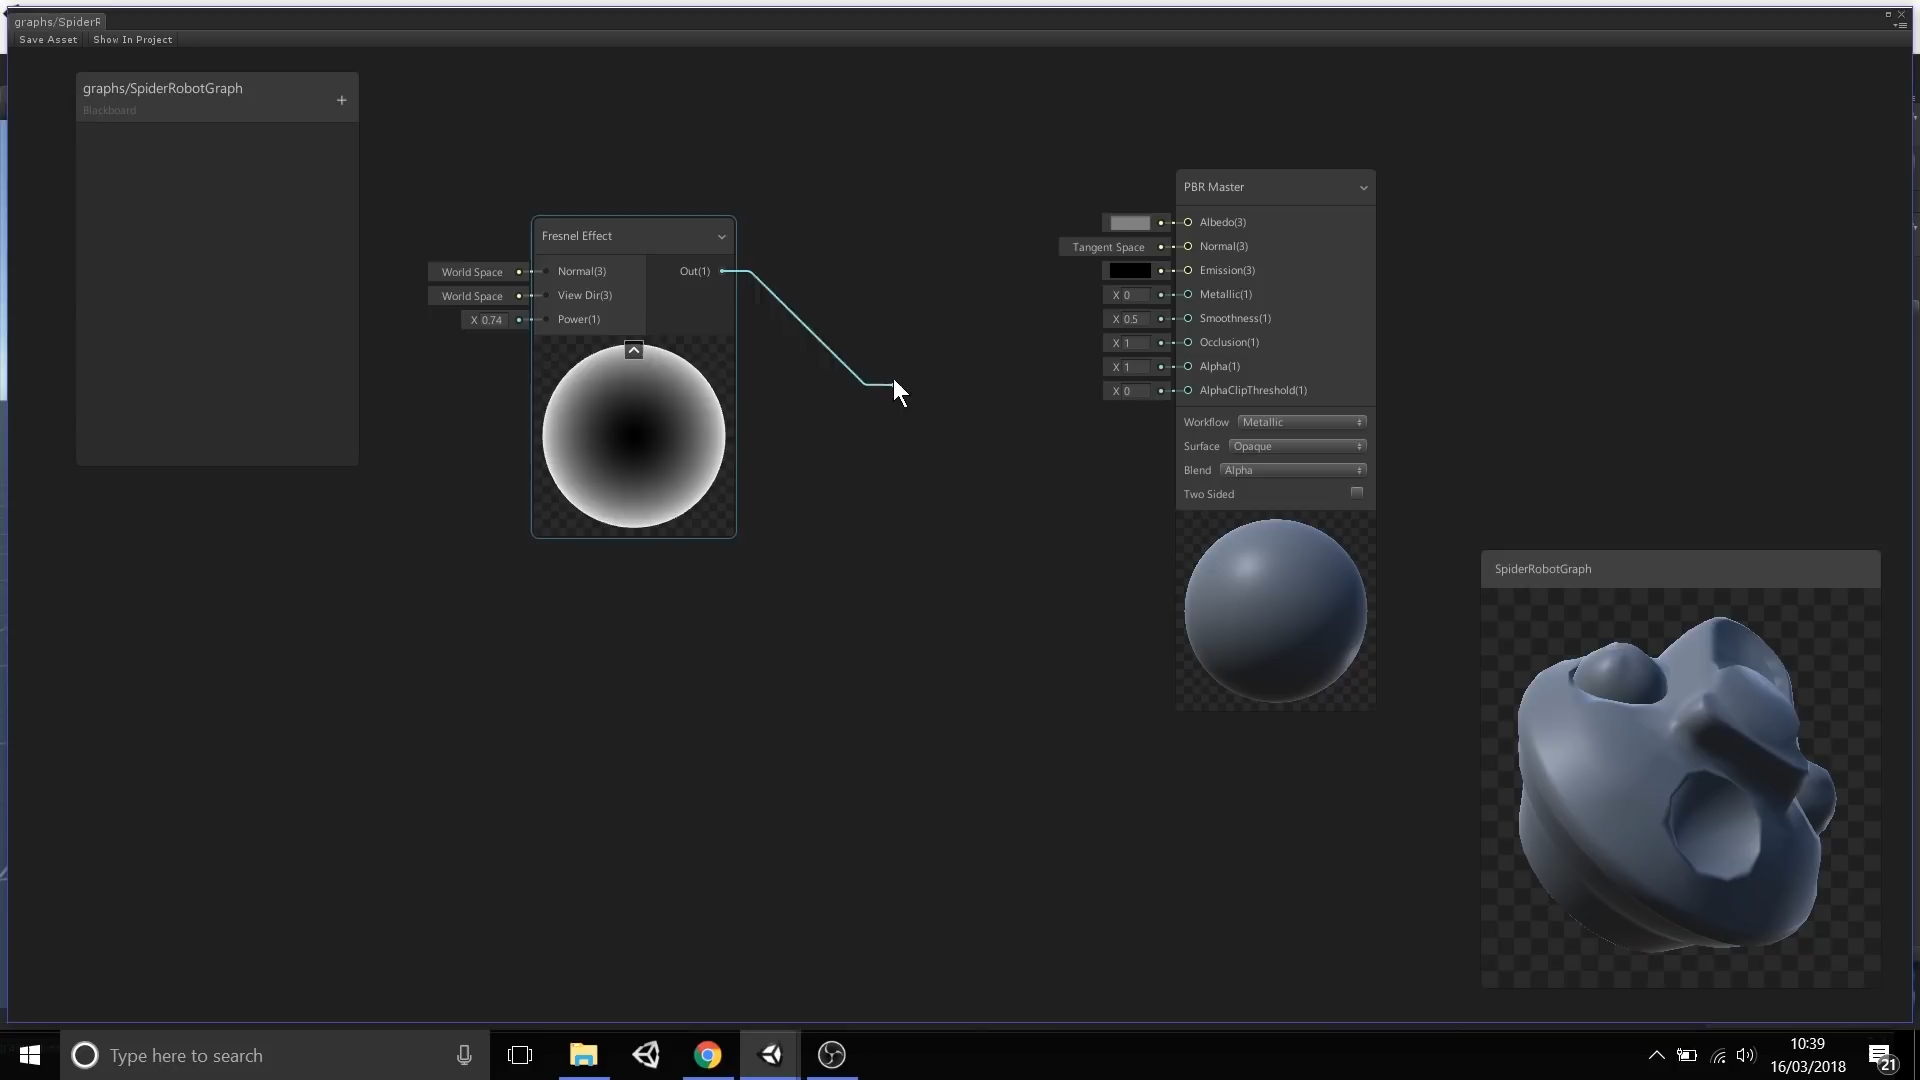 graphs/SpiderR
Save Asset Show In Project
graphs/SpiderRobotGraph
Blackboard
+
Fresnel Effect
World Space Normal(3) Out(1)
World Space View Dir(3)
X 0.74 Power(1)
PBR Master
Albedo(3)
Tangent Space Normal(3)
Emission(3)
X 0 Metallic(1)
X 0.5 Smoothness(1)
X 1 Occlusion(1)
X 1 Alpha(1)
X 0 AlphaClipThreshold(1)
Workflow Metallic
Surface Opaque
Blend Alpha
Two Sided
SpiderRobotGraph
Type here to search
10:39
16/03/2018
21